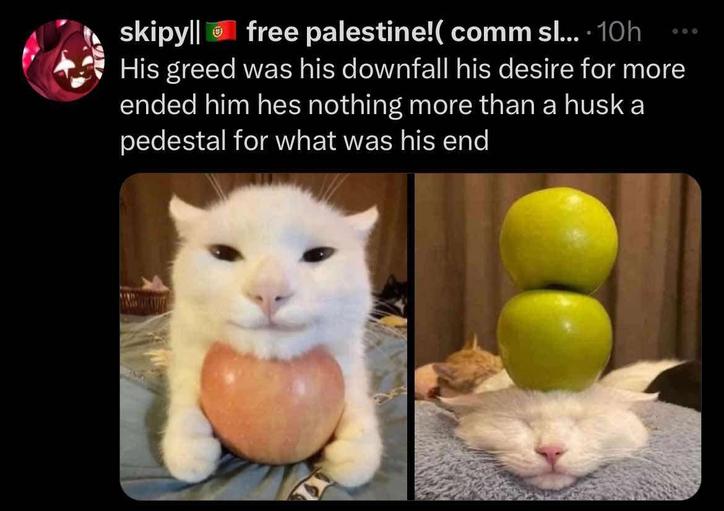 skipy||🇵🇹 free palestine!( comm sl... · 10h
His greed was his downfall his desire for more
ended him hes nothing more than a husk a
pedestal for what was his end